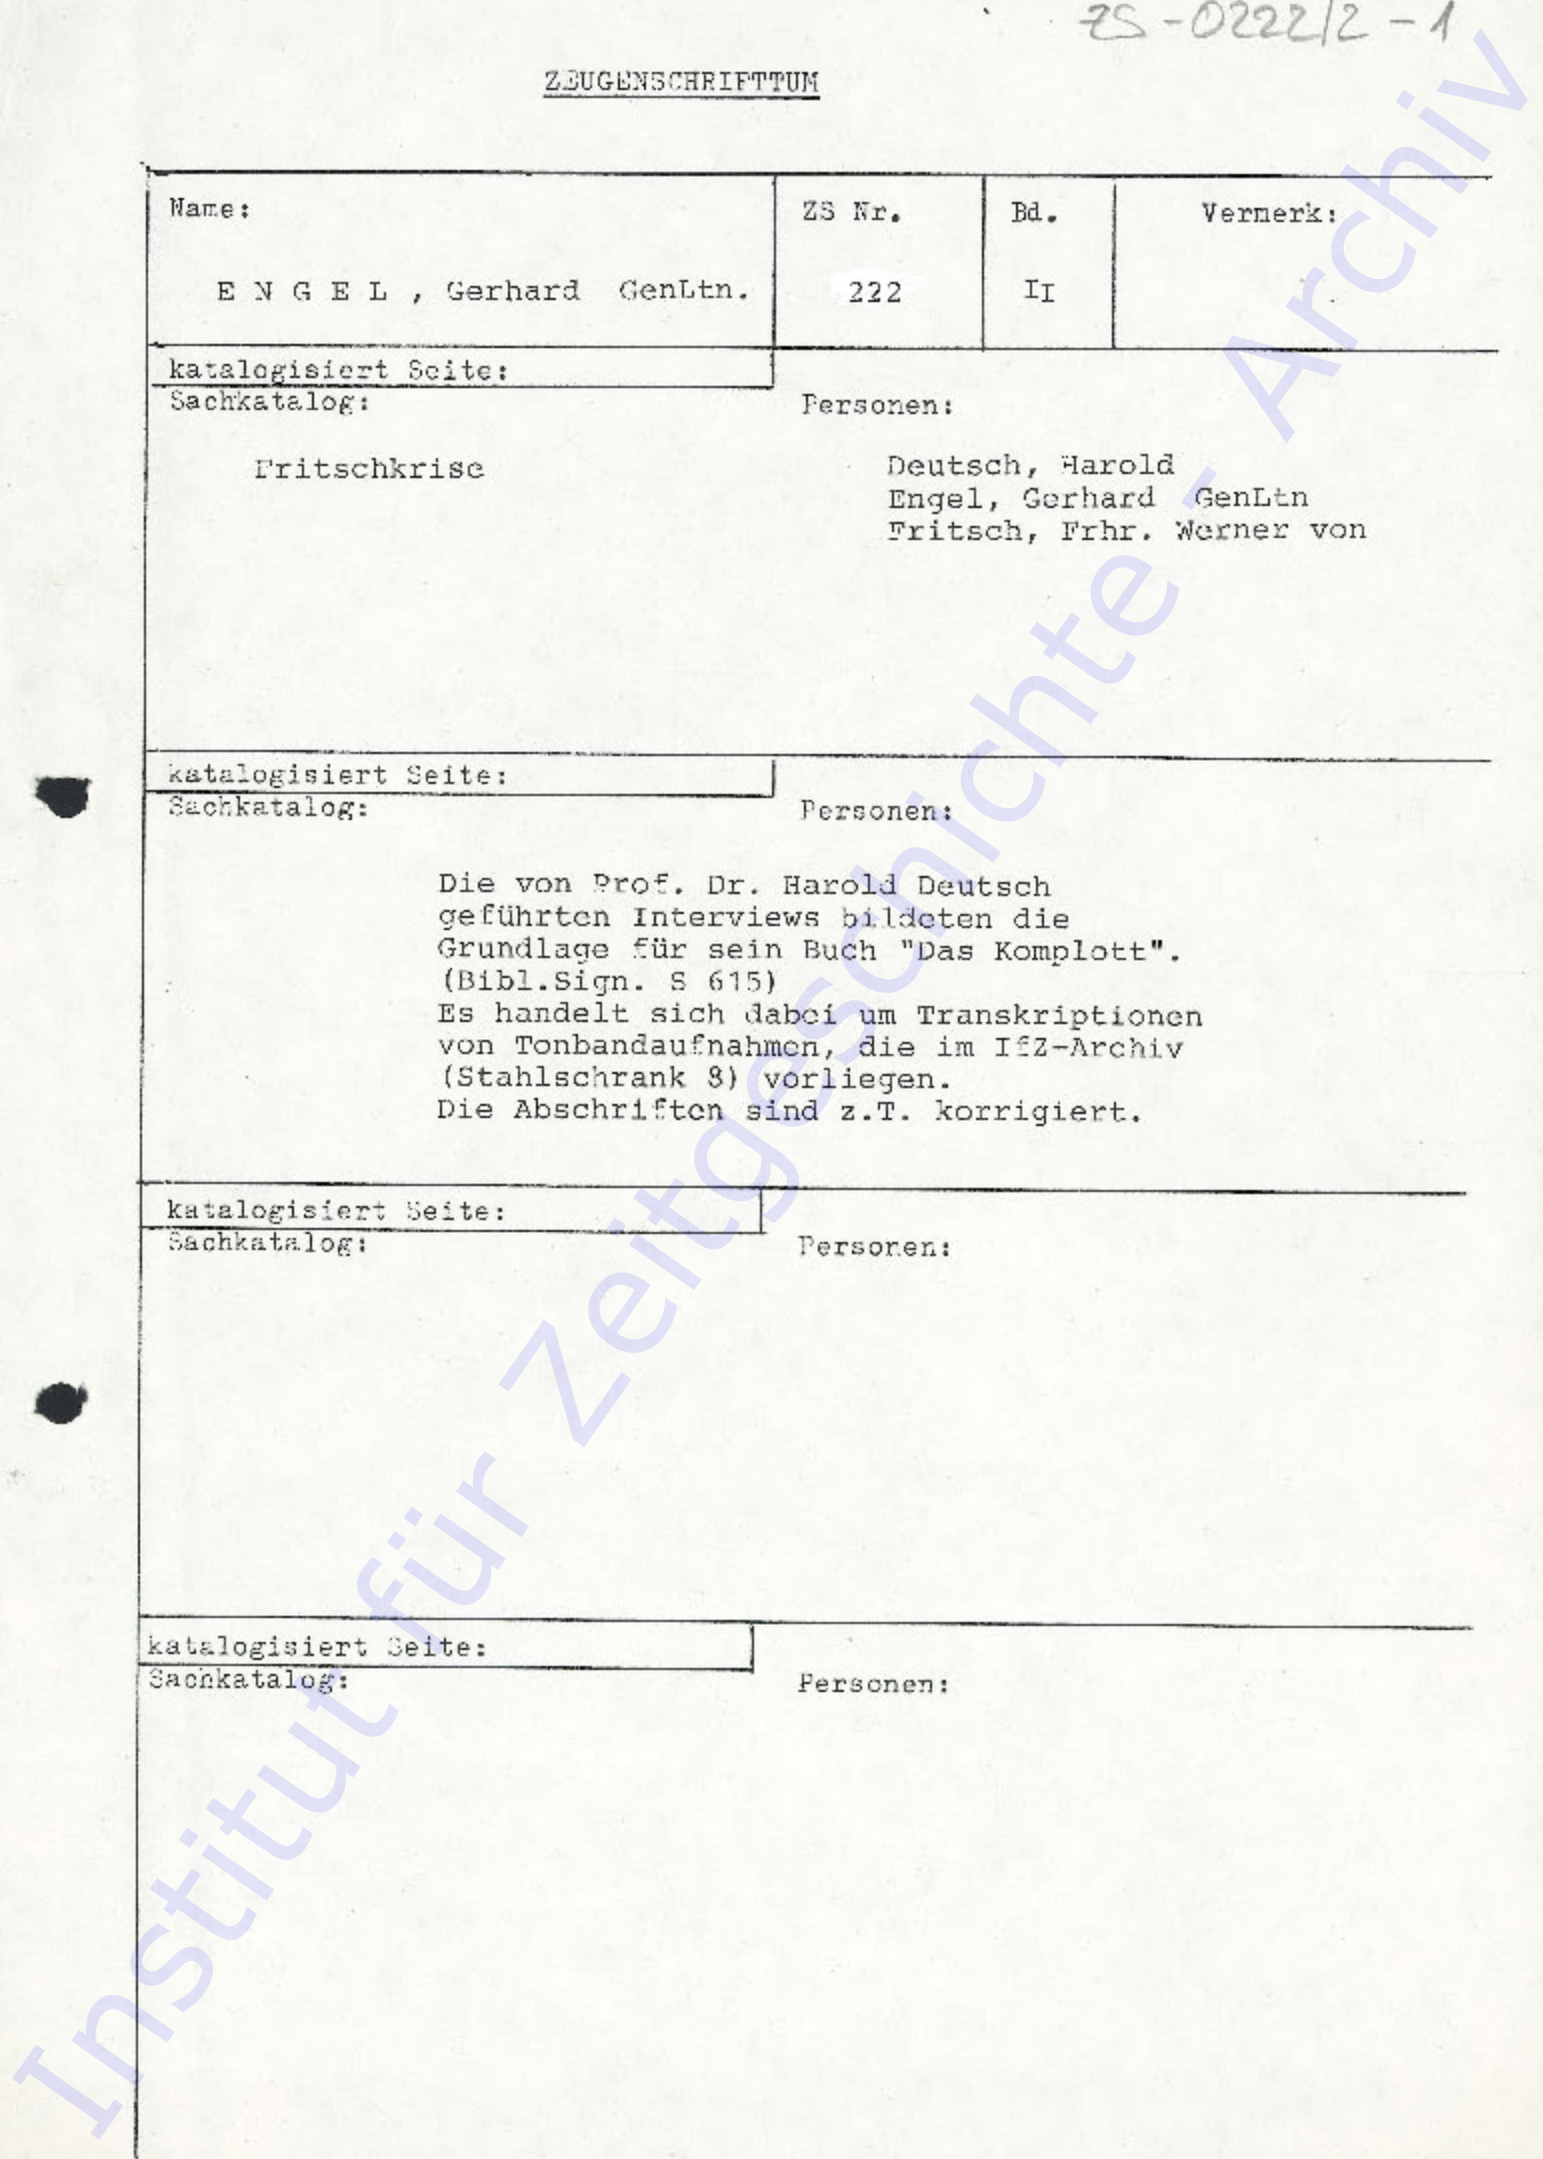 ZS-0222/2-1
ZEUGENSCHRIFTTUM
Name: ZS Nr. Bd. Vermerk:
E N G E L , Gerhard GenLtn. 222 II
katalogisiert Seite:
Sachkatalog: Personen:
Fritschkrise
Deutsch, Harold
Engel, Gerhard GenLtn
Fritsch, Frhr. Werner von
katalogisiert Seite:
Sachkatalog: Personen:
Die von Prof. Dr. Harold Deutsch
geführten Interviews bildeten die
Grundlage für sein Buch "Das Komplott".
(Bibl.Sign. S 615)
Es handelt sich dabei um Transkriptionen
von Tonbandaufnahmen, die im IfZ-Archiv
(Stahlschrank 8) vorliegen.
Die Abschriften sind z.T. korrigiert.
katalogisiert Seite:
Sachkatalog: Personen:
katalogisiert Seite:
Sachkatalog: Personen:
Institut für Zeitgeschichte - Archiv